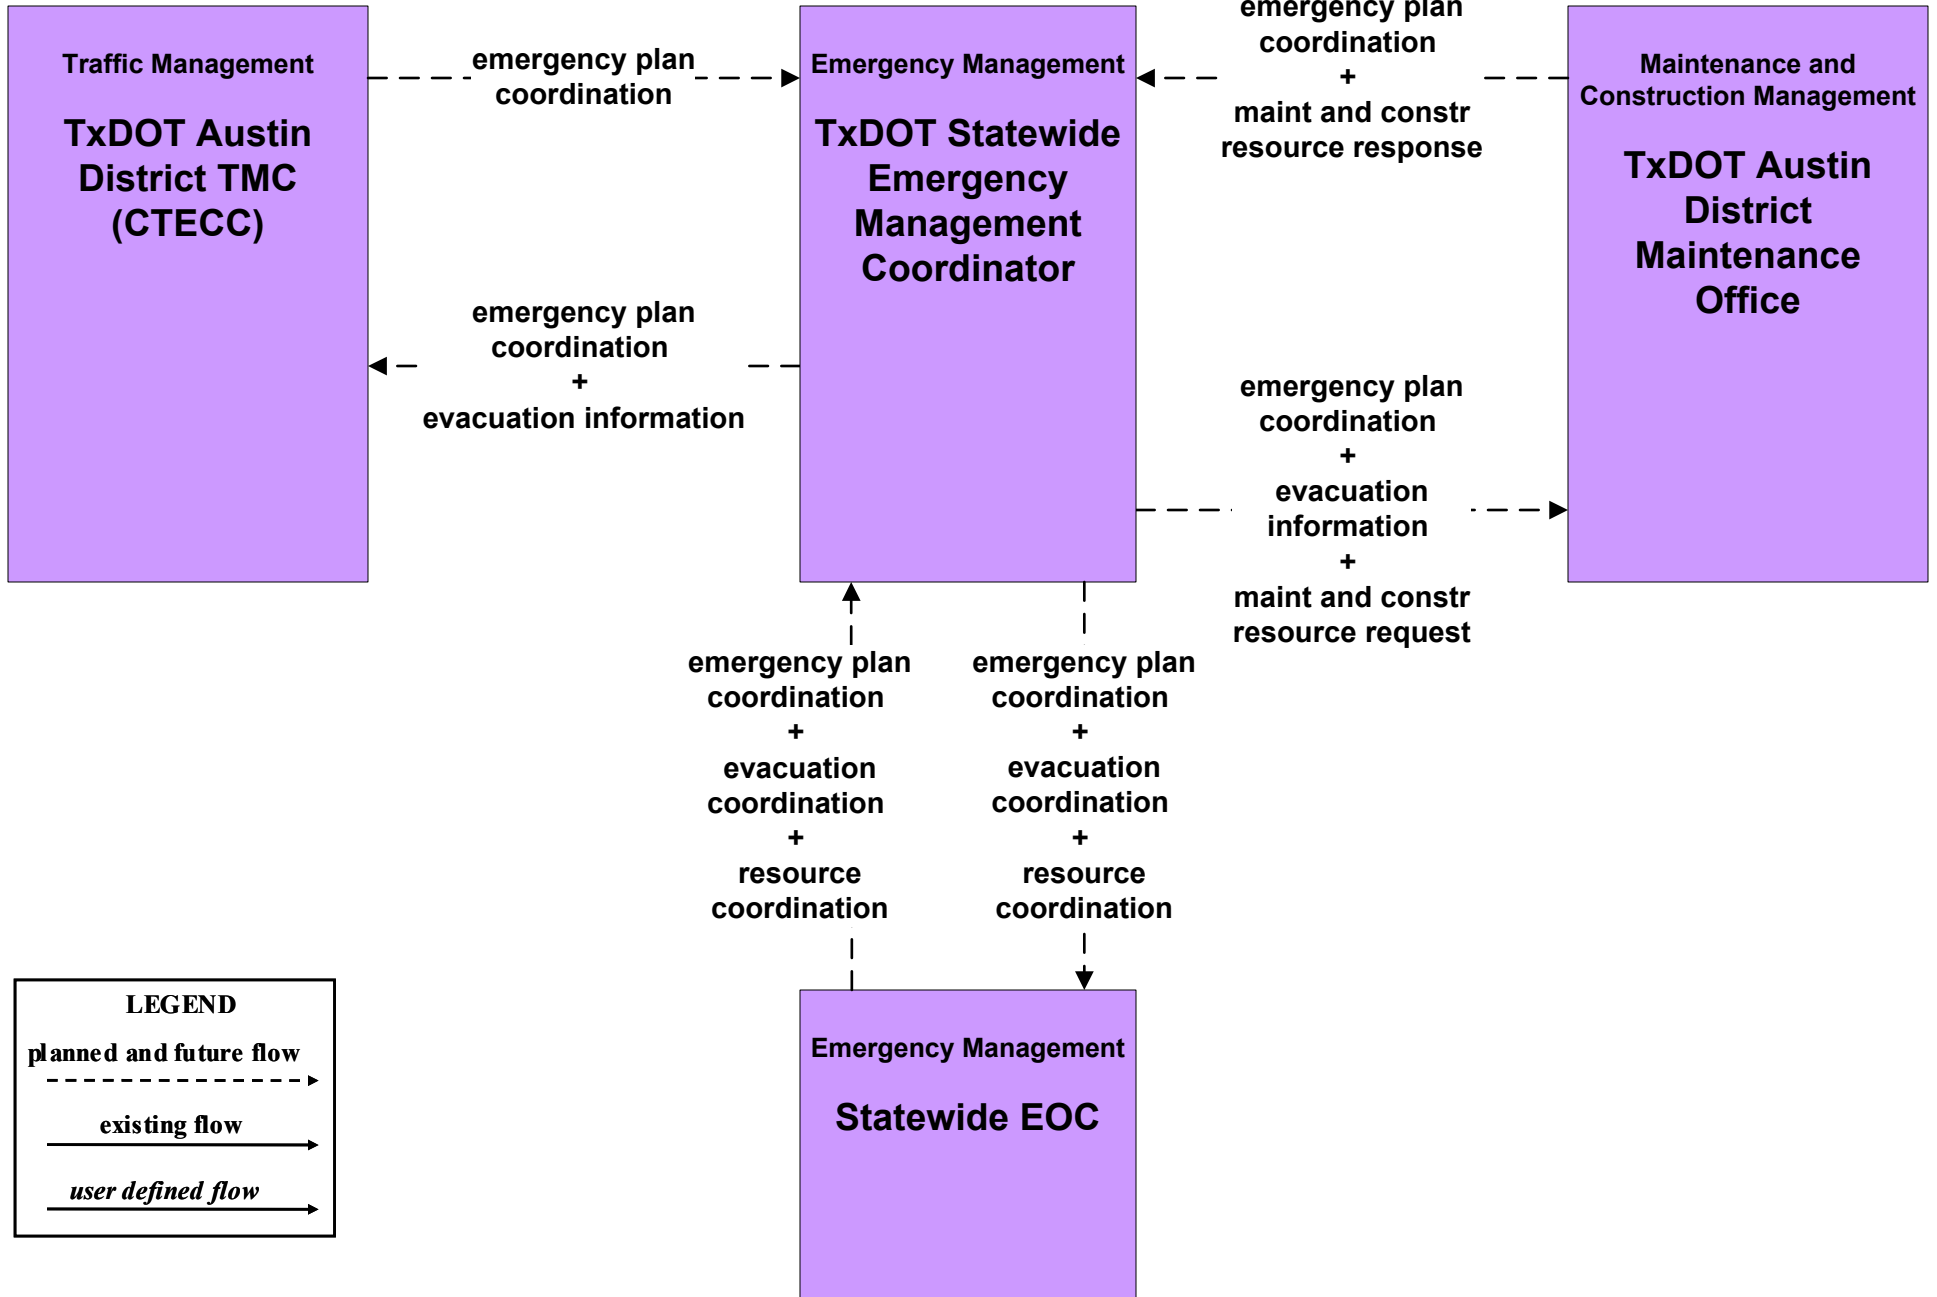 Traffic Management
TxDOT Austin
District TMC
(CTECC)
emergency plan
coordination
Emergency Management
TxDOT Statewide
Emergency
Management
Coordinator
emergency plan
coordination
+
maint and constr
resource response
Maintenance and
Construction Management
TxDOT Austin
District
Maintenance
Office
emergency plan
coordination
+
evacuation information
emergency plan
coordination
+
evacuation
information
+
maint and constr
resource request
emergency plan
coordination
+
evacuation
coordination
+
resource
coordination
emergency plan
coordination
+
evacuation
coordination
+
resource
coordination
LEGEND
planned and future flow
existing flow
user defined flow
Emergency Management
Statewide EOC